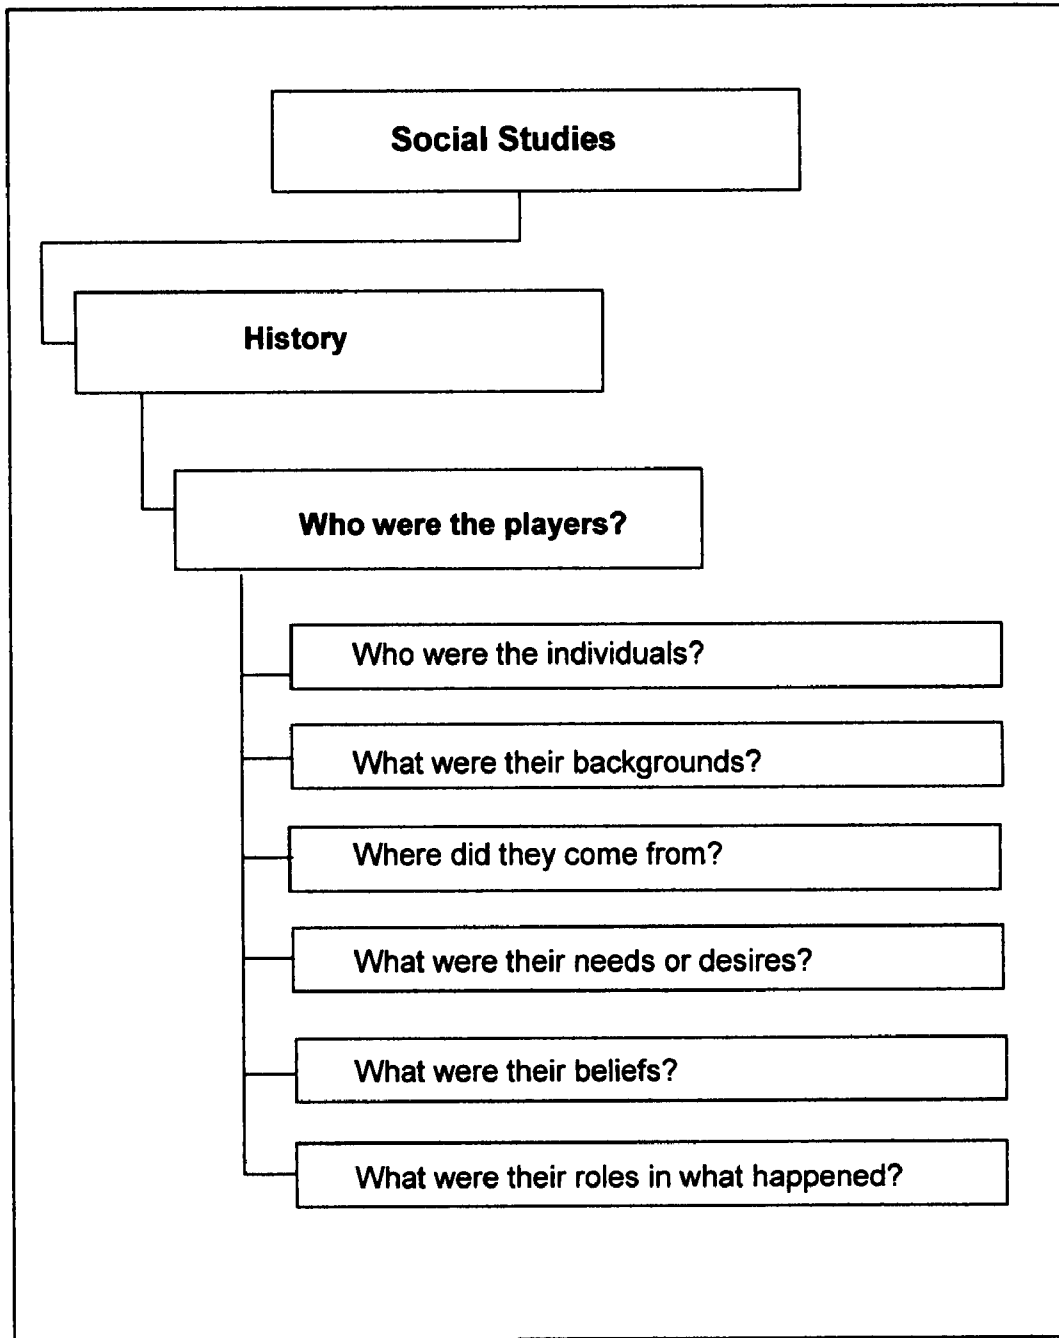 Social Studies
History
Who were the players?
Who were the individuals?
What were their backgrounds?
Where did they come from?
What were their needs or desires?
What were their beliefs?
What were their roles in what happened?